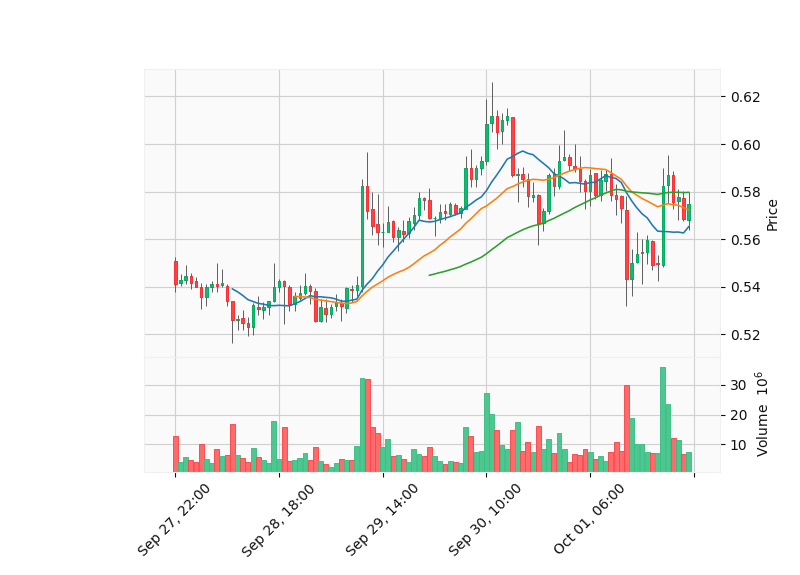 0.62
0.60
0.58
0.56
0.54
0.52
Price
30
20
10
Volume 10^6
Sep 27, 22:00
Sep 28, 18:00
Sep 29, 14:00
Sep 30, 10:00
Oct 01, 06:00